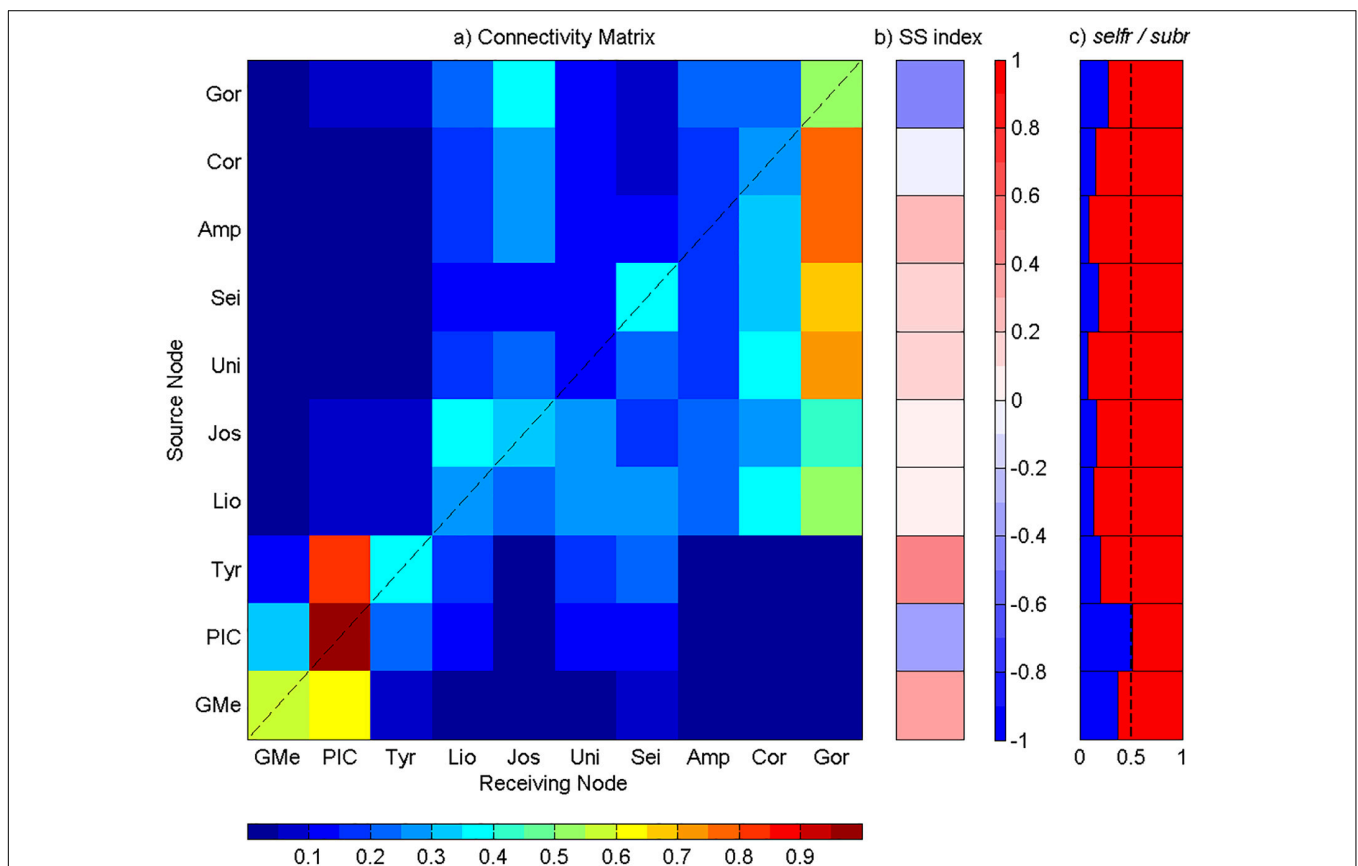 a) Connectivity Matrix
b) SS index
c) selfr / subr
Source Node
Gor
Cor
Amp
Sei
Uni
Jos
Lio
Tyr
PIC
GMe
GMe PIC Tyr Lio Jos Uni Sei Amp Cor Gor
Receiving Node
0.1 0.2 0.3 0.4 0.5 0.6 0.7 0.8 0.9
1
0.8
0.6
0.4
0.2
0
-0.2
-0.4
-0.6
-0.8
-1
0 0.5 1